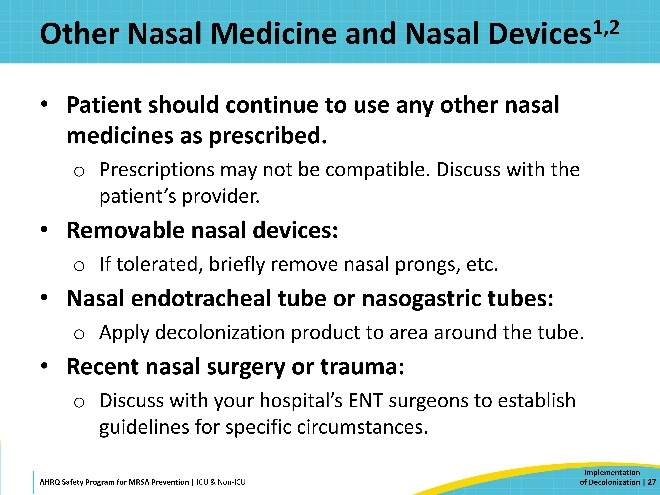 Other Nasal Medicine and Nasal Devices1,2
• Patient should continue to use any other nasal
medicines as prescribed.
o Prescriptions may not be compatible. Discuss with the
patient's provider.
• Removable nasal devices:
o If tolerated, briefly remove nasal prongs, etc.
• Nasal endotracheal tube or nasogastric tubes:
o Apply decolonization product to area around the tube.
• Recent nasal surgery or trauma:
o Discuss with your hospital's ENT surgeons to establish
guidelines for specific circumstances.
AHRQ Safety Program for MRSA Prevention | ICU & Non-ICU
Implementation
of Decolonization | 27